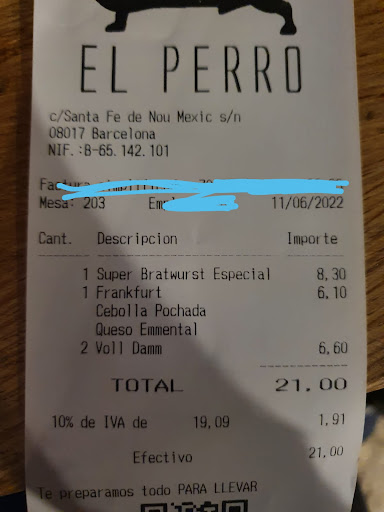 EL PERRO
c/Santa Fe de Nou Mexic s/n
08017 Barcelona
NIF.:B-65.142.101
Factura
Mesa: 203 11/06/2022
Cant. Descripcion Importe
1 Super Bratwurst Especial 8,30
1 Frankfurt 6,10
Cebolla Pochada
Queso Emmental
2 Voll Damm 6,60
TOTAL 21,00
10% de IVA de 19,09 1,91
Efectivo 21,00
Te preparamos todo PARA LLEVAR